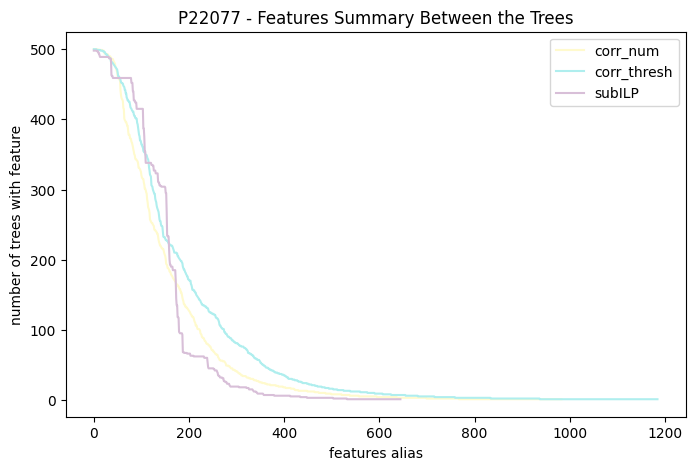 P22077 - Features Summary Between the Trees
corr_num
corr_thresh
subILP
number of trees with feature
500
400
300
200
100
0
0 200 400 600 800 1000 1200
features alias